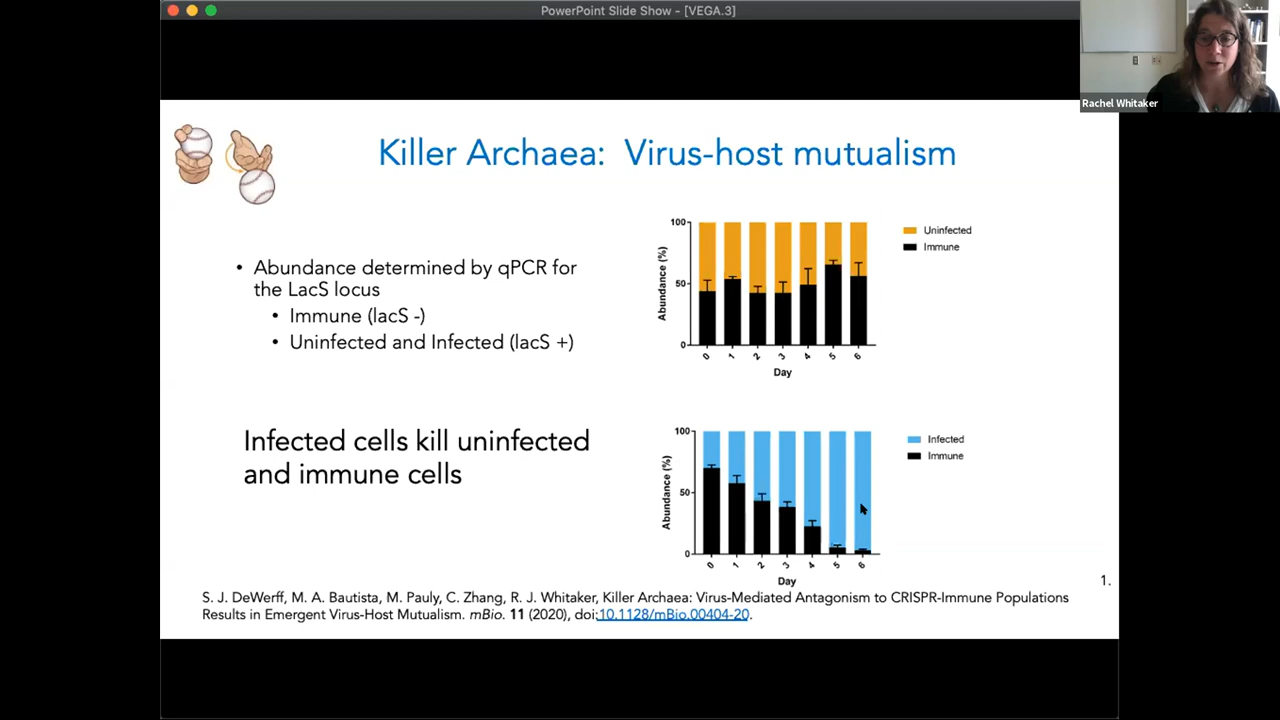 PowerPoint Slide Show - [VEGA.3]
Rachel Whitaker
Killer Archaea: Virus-host mutualism
• Abundance determined by qPCR for
the LacS locus
• Immune (lacS -)
• Uninfected and Infected (lacS +)
Infected cells kill uninfected
and immune cells
Abundance (%)
100
50
0
0 1 2 3 4 5 6
Day
Uninfected
Immune
Abundance (%)
100
50
0
0 1 2 3 4 5 6
Day
Infected
Immune
1.
S. J. DeWerff, M. A. Bautista, M. Pauly, C. Zhang, R. J. Whitaker, Killer Archaea: Virus-Mediated Antagonism to CRISPR-Immune Populations
Results in Emergent Virus-Host Mutualism. mBio. 11 (2020), doi:10.1128/mBio.00404-20.